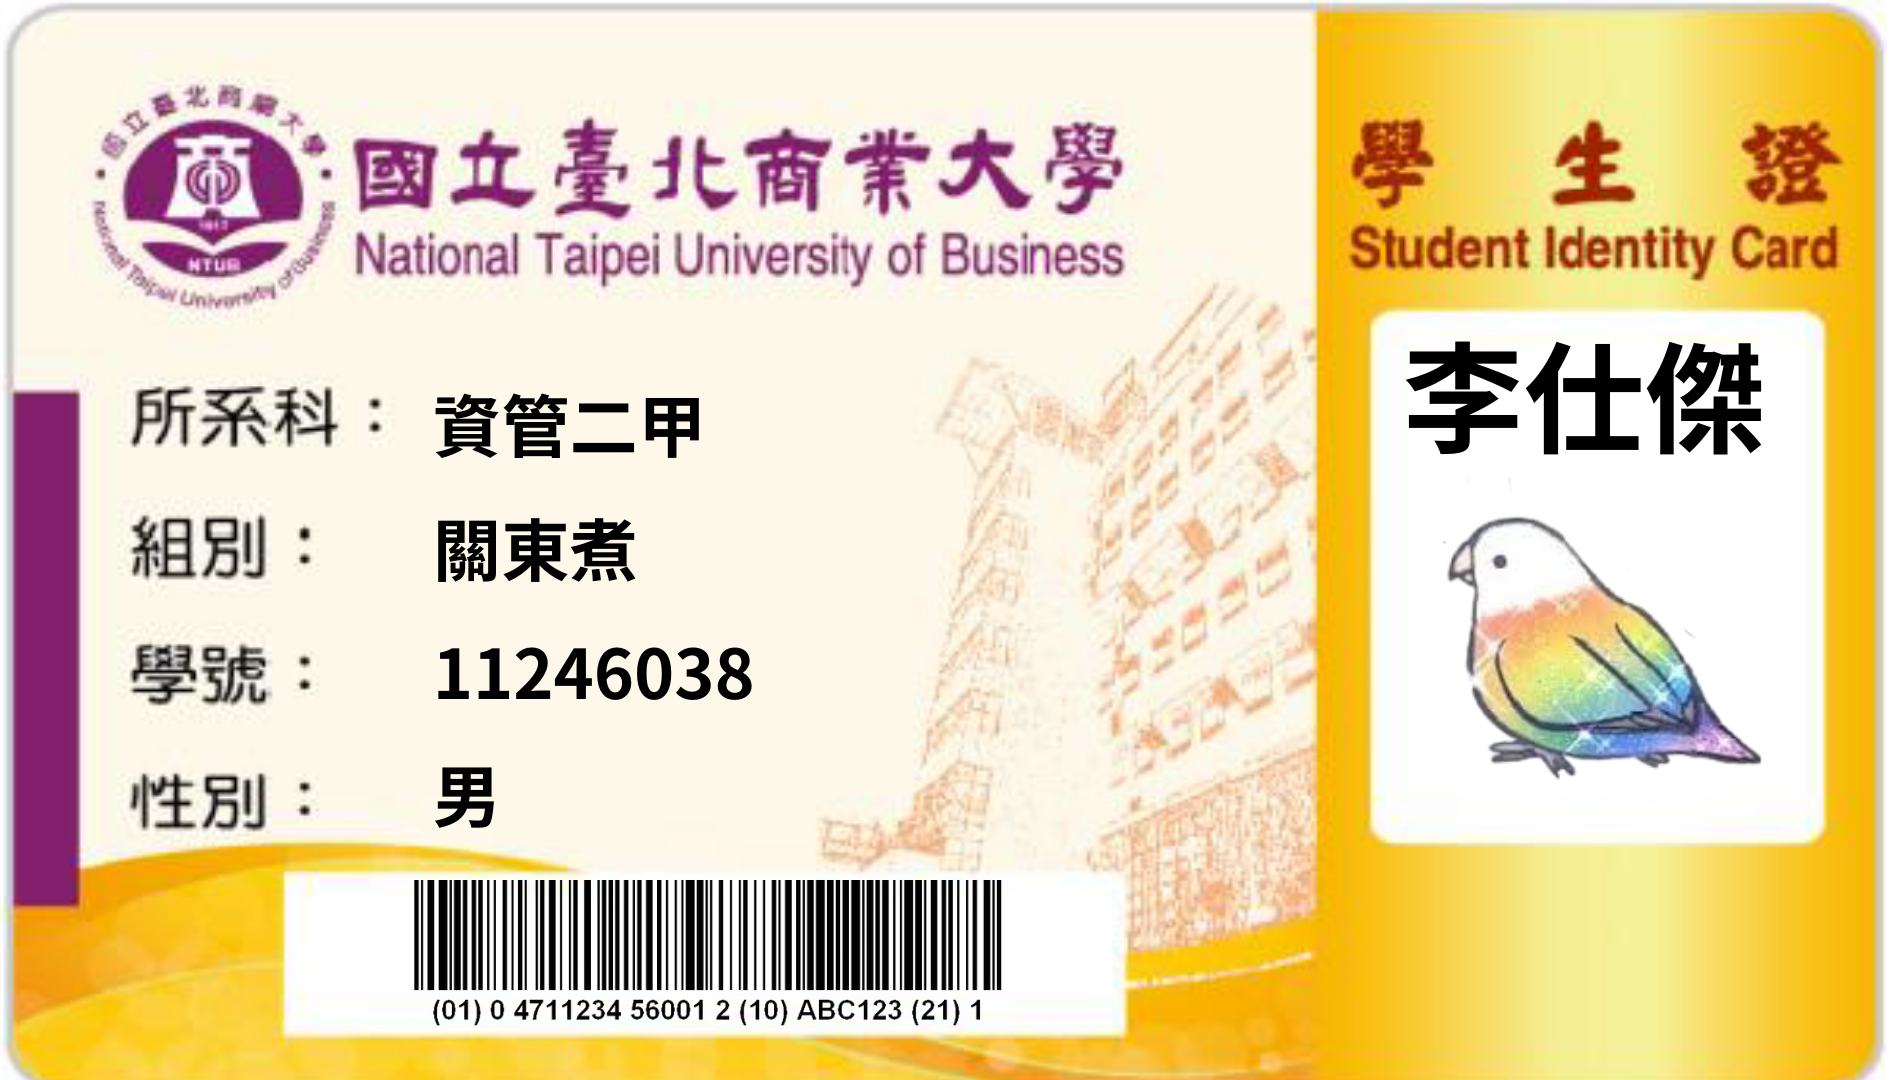 國立臺北商業大學
National Taipei University of Business
1917
NTUB
國立臺北商業大學
National Taipei University of Business
學生證
Student Identity Card
李仕傑
所系科： 資管二甲
組別： 關東煮
學號： 11246038
性別： 男
(01) 0 4711234 56001 2 (10) ABC123 (21) 1